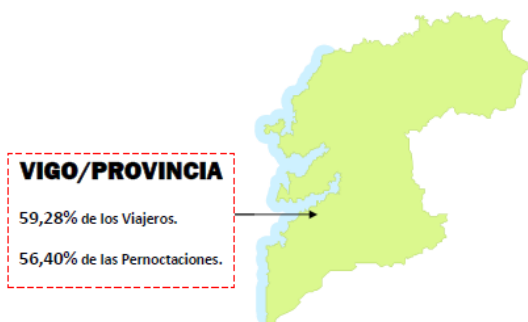 VIGO/PROVINCIA
59,28% de los Viajeros.
56,40% de las Pernoctaciones.